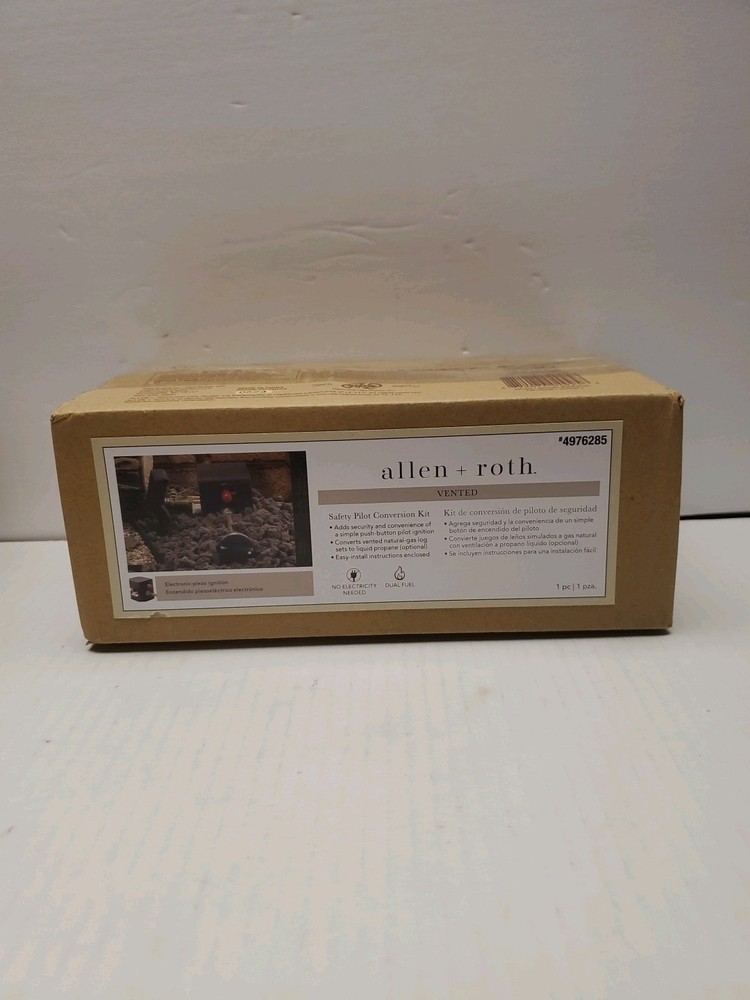 #4976285
allen + roth.
VENTED
Safety Pilot Conversion Kit
• Adds security and convenience of
a simple push-button pilot ignition
• Converts vented natural-gas log
sets to liquid propane (optional)
• Easy-install instructions enclosed
NO ELECTRICITY
NEEDED
DUAL FUEL
Kit de conversión de piloto de seguridad
• Agrega seguridad y la conveniencia de un simple
botón de encendido del piloto
• Convierte juegos de leños simulados a gas natural
con ventilación a propano líquido (opcional)
• Se incluyen instrucciones para una instalación fácil
1 pc | 1 pza.
Electronic piezo ignition
Encendido piezoeléctrico electrónico